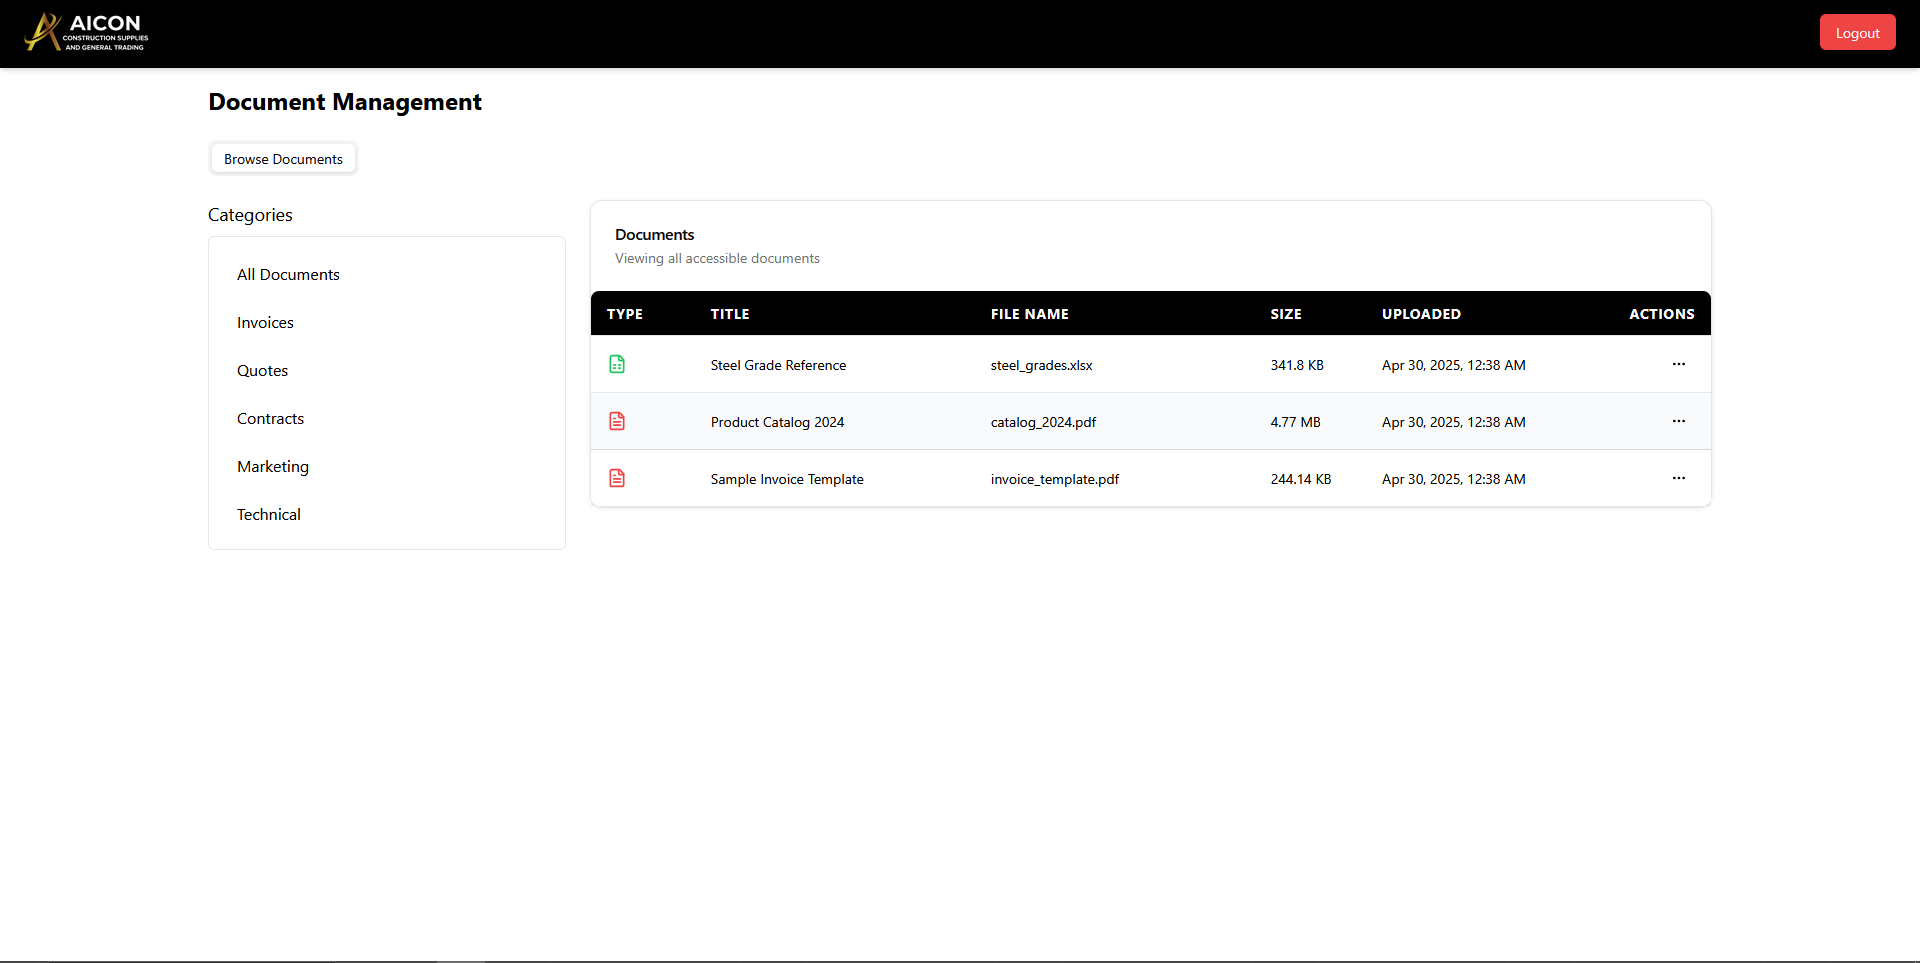 AICON
CONSTRUCTION SUPPLIES
AND GENERAL TRADING
Logout
Document Management
Browse Documents
Categories
All Documents
Invoices
Quotes
Contracts
Marketing
Technical
Documents
Viewing all accessible documents
TYPE TITLE FILE NAME SIZE UPLOADED ACTIONS
Steel Grade Reference steel_grades.xlsx 341.8 KB Apr 30, 2025, 12:38 AM ···
Product Catalog 2024 catalog_2024.pdf 4.77 MB Apr 30, 2025, 12:38 AM ···
Sample Invoice Template invoice_template.pdf 244.14 KB Apr 30, 2025, 12:38 AM ···